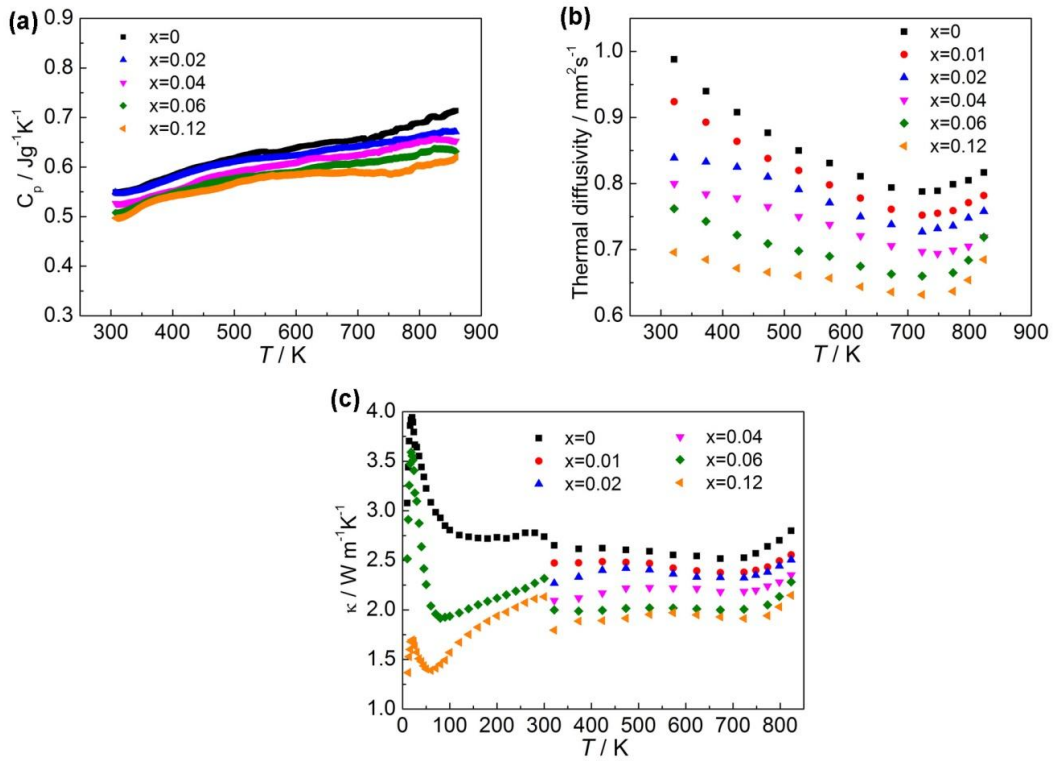 (a)
0.9
0.8
0.7
0.6
0.5
0.4
0.3
Cp / Jg⁻¹K⁻¹
x=0
x=0.02
x=0.04
x=0.06
x=0.12
300 400 500 600 700 800 900
T / K
(b)
1.0
0.9
0.8
0.7
0.6
Thermal diffusivity / mm²s⁻¹
x=0
x=0.01
x=0.02
x=0.04
x=0.06
x=0.12
300 400 500 600 700 800 900
T / K
(c)
4.0
3.5
3.0
2.5
2.0
1.5
1.0
κ / W m⁻¹K⁻¹
x=0
x=0.01
x=0.02
x=0.04
x=0.06
x=0.12
0 100 200 300 400 500 600 700 800
T / K